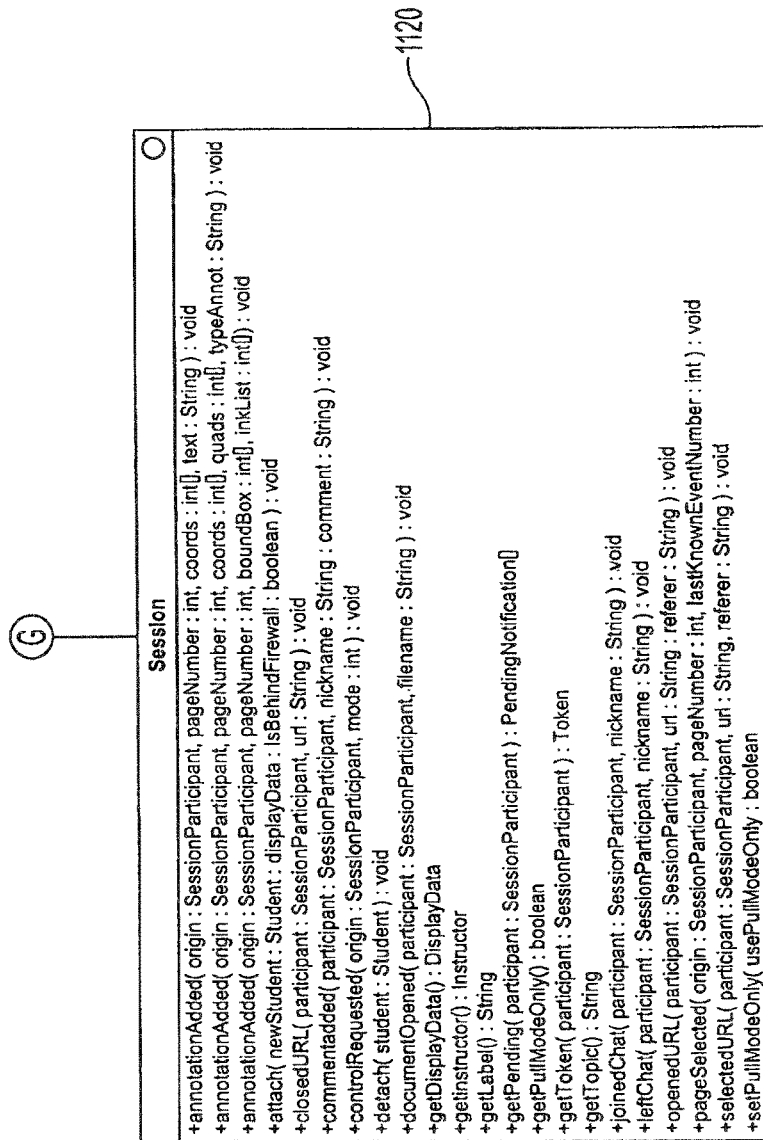 G
Session
+annotationAdded( origin : SessionParticipant, pageNumber : int, coords : int[], text : String ) : void
+annotationAdded( origin : SessionParticipant, pageNumber : int, coords : int[], quads : int[], typeAnnot : String ) : void
+annotationAdded( origin : SessionParticipant, pageNumber : int, boundBox : int[], inkList : int[]) : void
+attach( newStudent : Student : displayData : IsBehindFirewall : boolean ) : void
+closedURL( participant : SessionParticipant, url : String ) : void
+commentadded( participant : SessionParticipant, nickname : String : comment : String ) : void
+controlRequested( origin : SessionParticipant, mode : int ) : void
+detach( student : Student ) : void
+documentOpened( participant : SessionParticipant, filename : String ) : void
+getDisplayData() : DisplayData
+getinstructor() : Instructor
+getLabel() : String
+getPending( participant : SessionParticipant ) : PendingNotification[]
+getPullModeOnly() : boolean
+getToken( participant : SessionParticipant ) : Token
+getTopic() : String
+joinedChat( participant : SessionParticipant, nickname : String ) : void
+leftChat( participant : SessionParticipant, nickname : String ) : void
+openedURL( participant : SessionParticipant, url : String : referer : String ) : void
+pageSelected( origin : SessionParticipant, pageNumber : int, lastKnownEventNumber : int ) : void
+selectedURL( participant : SessionParticipant, url : String, referer : String ) : void
+setPullModeOnly( usePullModeOnly : boolean
1120